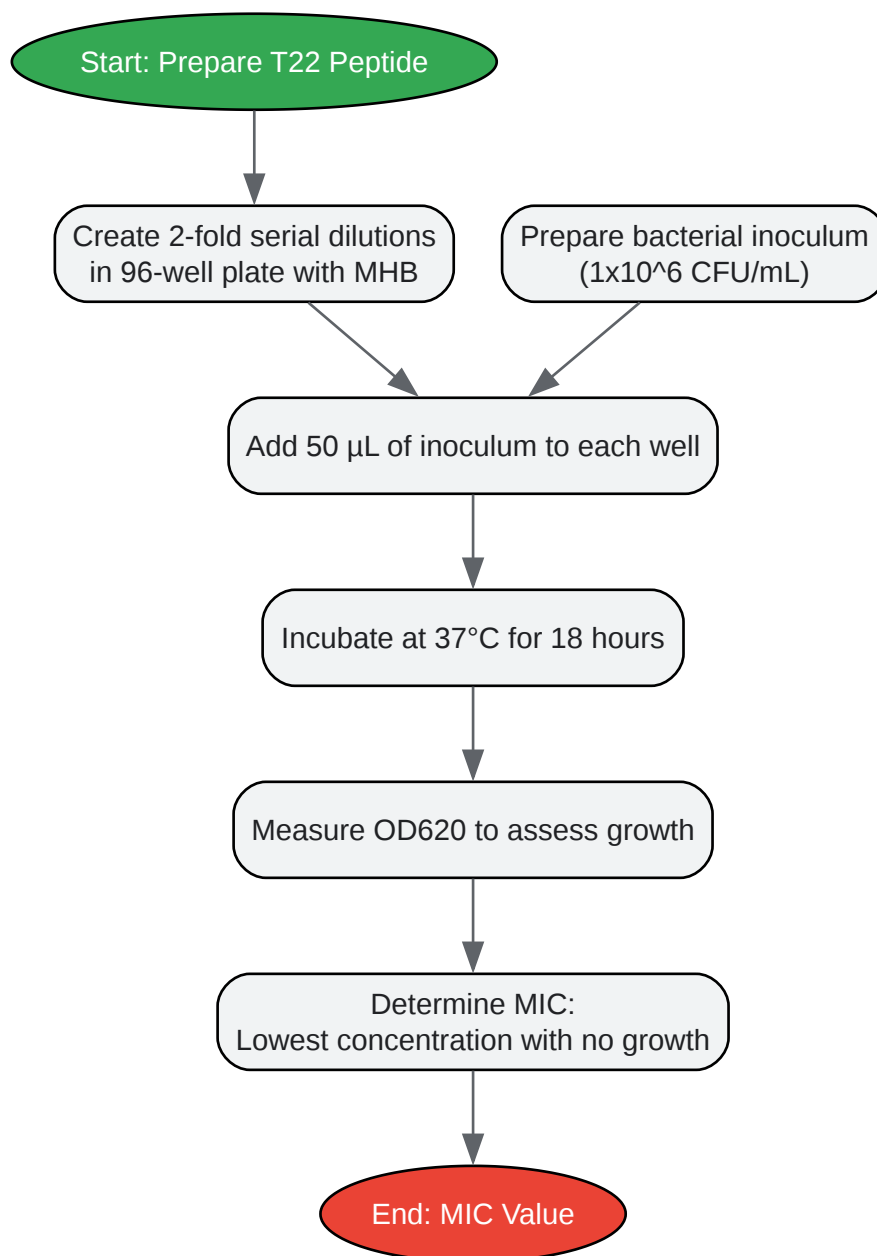 Start: Prepare T22 Peptide
Create 2-fold serial dilutions
in 96-well plate with MHB
Prepare bacterial inoculum
(1x10^6 CFU/mL)
Add 50 µL of inoculum to each well
Incubate at 37°C for 18 hours
Measure OD620 to assess growth
Determine MIC:
Lowest concentration with no growth
End: MIC Value